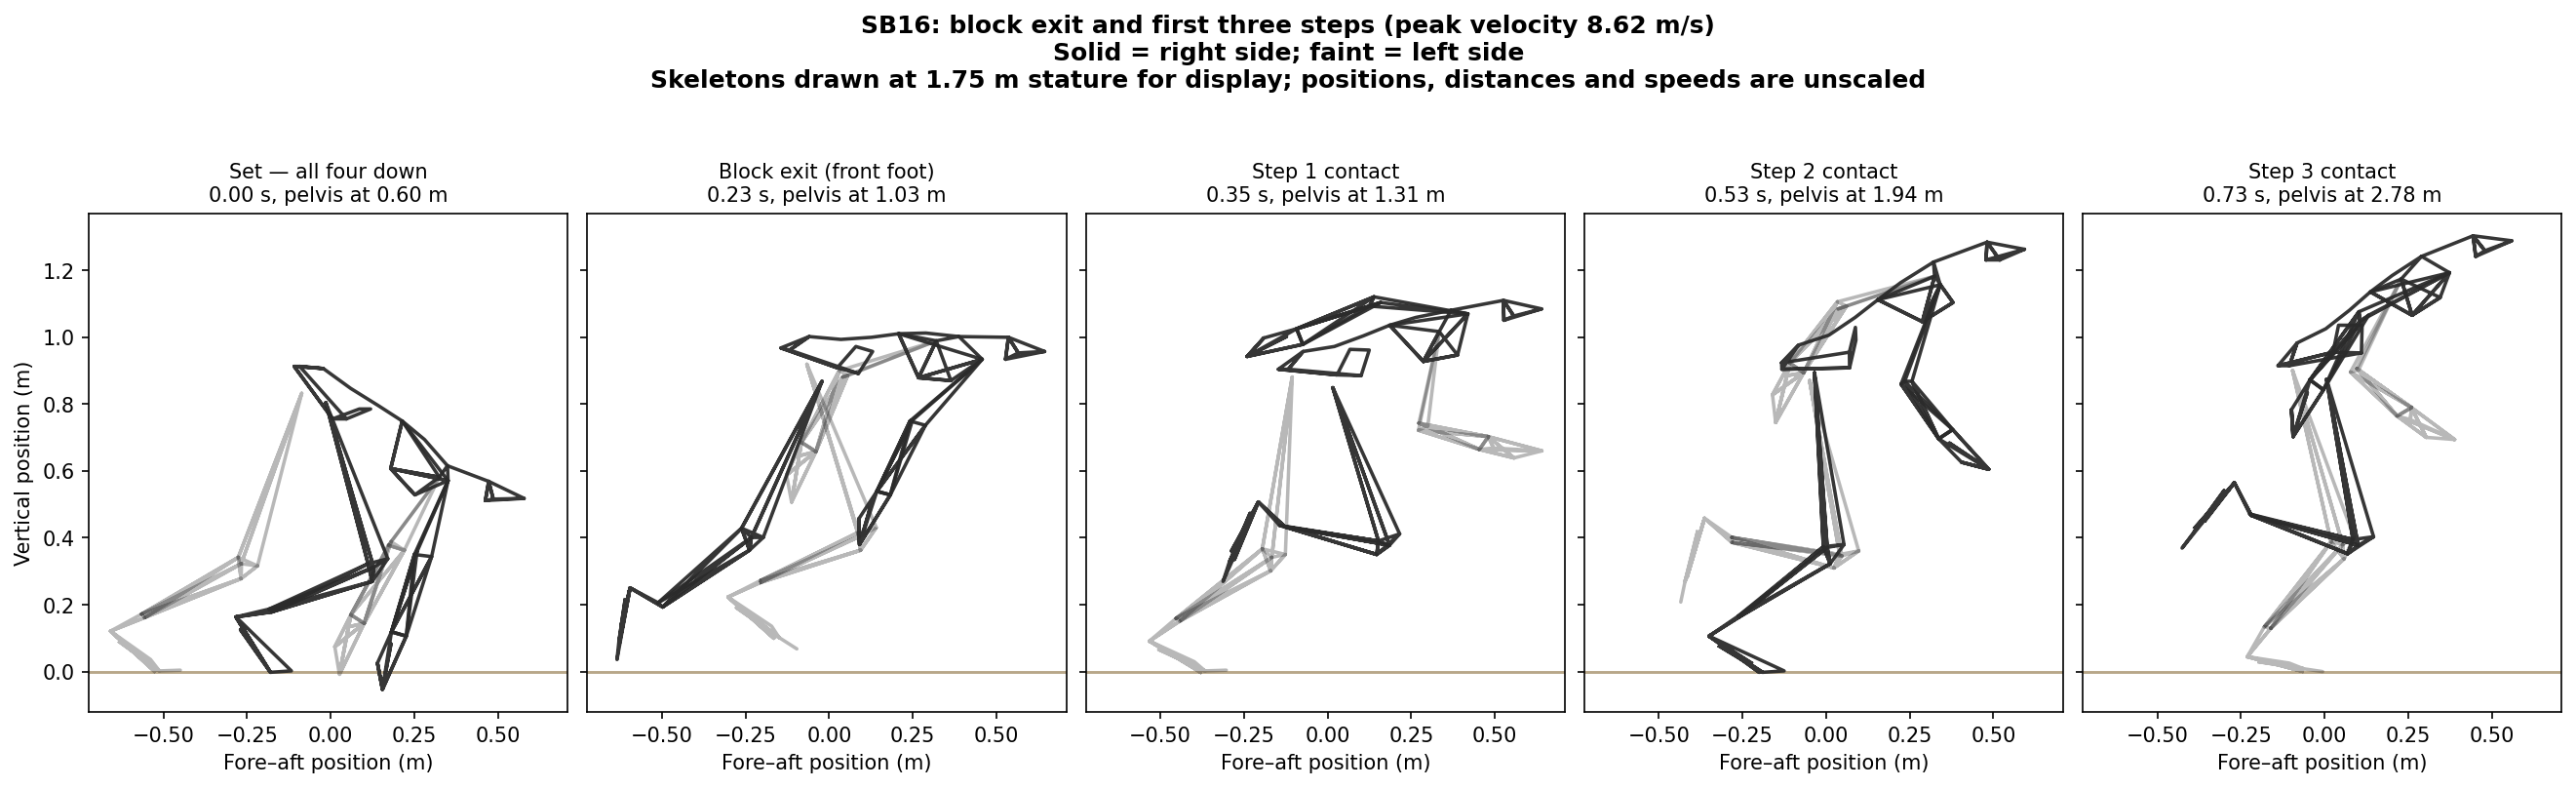 SB16: block exit and first three steps (peak velocity 8.62 m/s)
Solid = right side; faint = left side
Skeletons drawn at 1.75 m stature for display; positions, distances and speeds are unscaled
Set — all four down
0.00 s, pelvis at 0.60 m
Block exit (front foot)
0.23 s, pelvis at 1.03 m
Step 1 contact
0.35 s, pelvis at 1.31 m
Step 2 contact
0.53 s, pelvis at 1.94 m
Step 3 contact
0.73 s, pelvis at 2.78 m
Vertical position (m)
1.2
1.0
0.8
0.6
0.4
0.2
0.0
−0.50 −0.25 0.00 0.25 0.50
Fore–aft position (m)
−0.50 −0.25 0.00 0.25 0.50
Fore–aft position (m)
−0.50 −0.25 0.00 0.25 0.50
Fore–aft position (m)
−0.50 −0.25 0.00 0.25 0.50
Fore–aft position (m)
−0.50 −0.25 0.00 0.25 0.50
Fore–aft position (m)